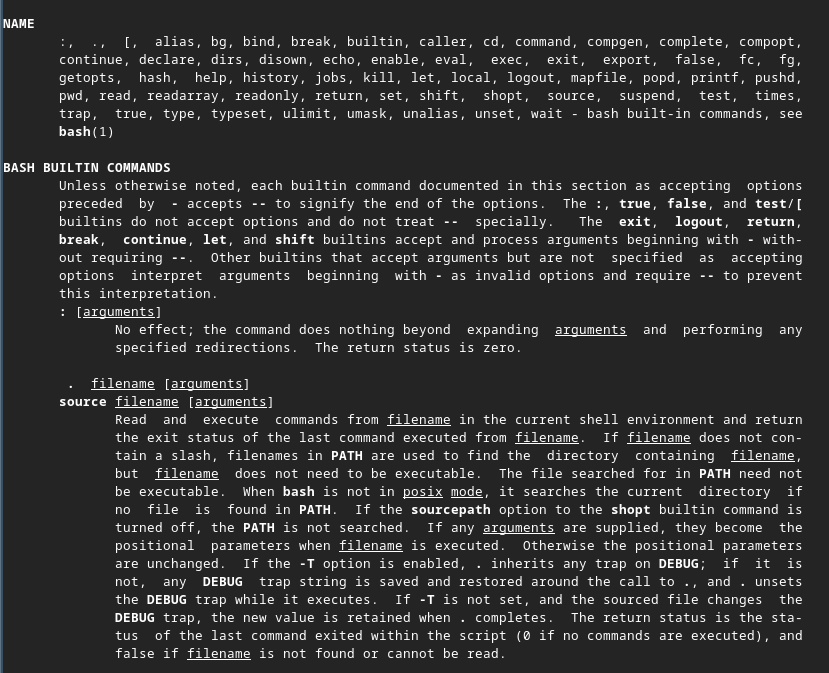 NAME
:, ., [, alias, bg, bind, break, builtin, caller, cd, command, compgen, complete, compopt,
continue, declare, dirs, disown, echo, enable, eval, exec, exit, export, false, fc, fg,
getopts, hash, help, history, jobs, kill, let, local, logout, mapfile, popd, printf, pushd,
pwd, read, readarray, readonly, return, set, shift, shopt, source, suspend, test, times,
trap, true, type, typeset, ulimit, umask, unalias, unset, wait - bash built-in commands, see
bash(1)
BASH BUILTIN COMMANDS
Unless otherwise noted, each builtin command documented in this section as accepting options
preceded by - accepts -- to signify the end of the options. The :, true, false, and test/[
builtins do not accept options and do not treat -- specially. The exit, logout, return,
break, continue, let, and shift builtins accept and process arguments beginning with - with-
out requiring --. Other builtins that accept arguments but are not specified as accepting
options interpret arguments beginning with - as invalid options and require -- to prevent
this interpretation.
: [arguments]
No effect; the command does nothing beyond expanding arguments and performing any
specified redirections. The return status is zero.
. filename [arguments]
source filename [arguments]
Read and execute commands from filename in the current shell environment and return
the exit status of the last command executed from filename. If filename does not con-
tain a slash, filenames in PATH are used to find the directory containing filename,
but filename does not need to be executable. The file searched for in PATH need not
be executable. When bash is not in posix mode, it searches the current directory if
no file is found in PATH. If the sourcepath option to the shopt builtin command is
turned off, the PATH is not searched. If any arguments are supplied, they become the
positional parameters when filename is executed. Otherwise the positional parameters
are unchanged. If the -T option is enabled, . inherits any trap on DEBUG; if it is
not, any DEBUG trap string is saved and restored around the call to ., and . unsets
the DEBUG trap while it executes. If -T is not set, and the sourced file changes the
DEBUG trap, the new value is retained when . completes. The return status is the sta-
tus of the last command exited within the script (0 if no commands are executed), and
false if filename is not found or cannot be read.